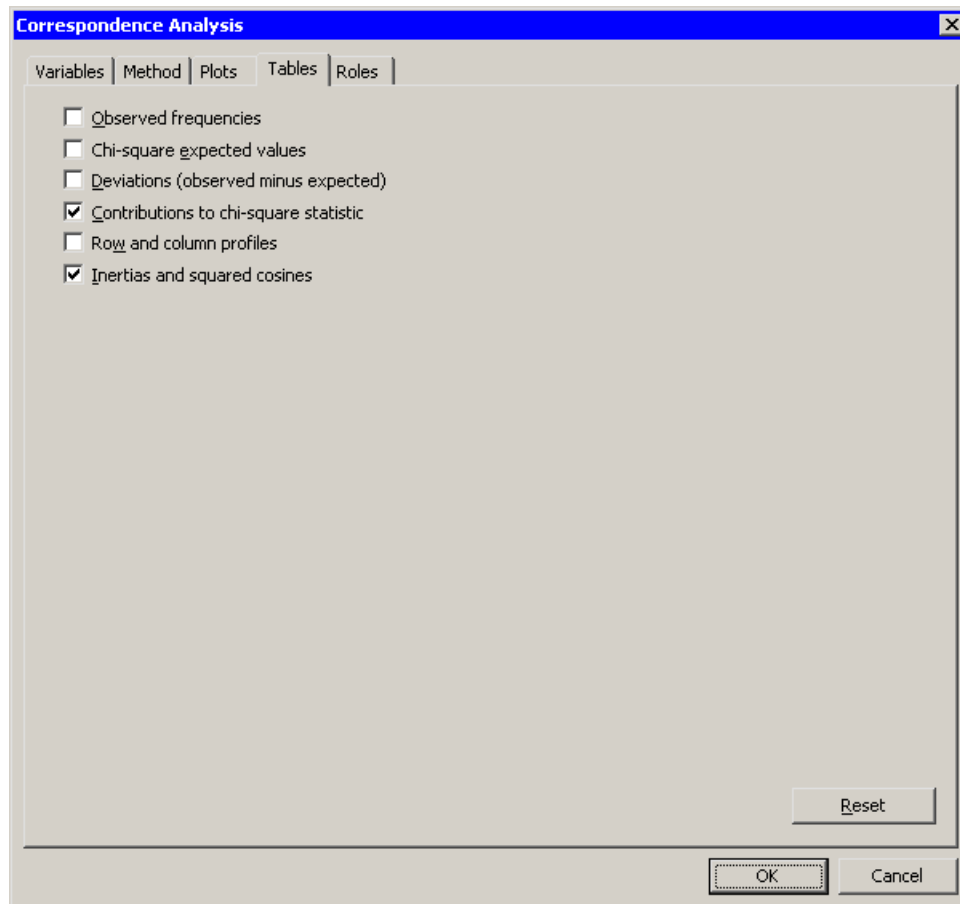 Correspondence Analysis
Variables Method Plots Tables Roles
Observed frequencies
Chi-square expected values
Deviations (observed minus expected)
Contributions to chi-square statistic
Row and column profiles
Inertias and squared cosines
Reset
OK Cancel